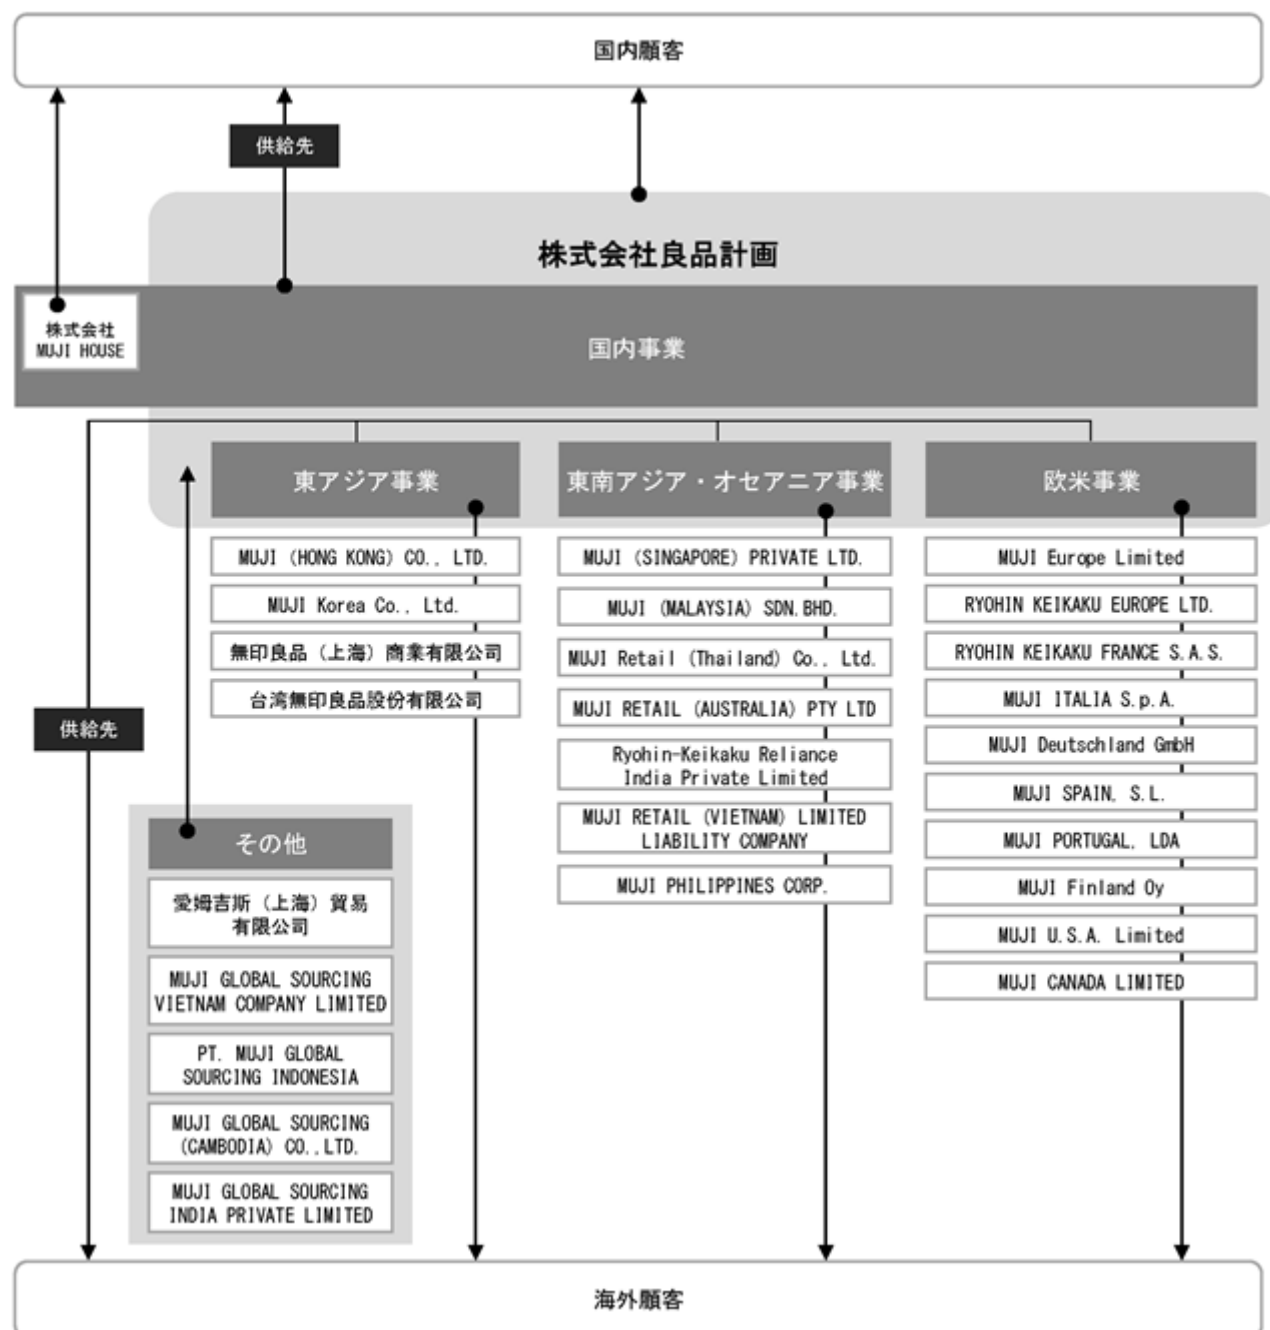 国内顧客
供給先
株式会社良品計画
株式会社
MUJI HOUSE
国内事業
東アジア事業
MUJI (HONG KONG) CO., LTD.
MUJI Korea Co., Ltd.
無印良品（上海）商業有限公司
台湾無印良品股份有限公司
東南アジア・オセアニア事業
MUJI (SINGAPORE) PRIVATE LTD.
MUJI (MALAYSIA) SDN.BHD.
MUJI Retail (Thailand) Co., Ltd.
MUJI RETAIL (AUSTRALIA) PTY LTD
Ryohin-Keikaku Reliance
India Private Limited
MUJI RETAIL (VIETNAM) LIMITED
LIABILITY COMPANY
MUJI PHILIPPINES CORP.
欧米事業
MUJI Europe Limited
RYOHIN KEIKAKU EUROPE LTD.
RYOHIN KEIKAKU FRANCE S.A.S.
MUJI ITALIA S.p.A.
MUJI Deutschland GmbH
MUJI SPAIN, S.L.
MUJI PORTUGAL, LDA
MUJI Finland Oy
MUJI U.S.A. Limited
MUJI CANADA LIMITED
供給先
その他
愛姆吉斯（上海）貿易
有限公司
MUJI GLOBAL SOURCING
VIETNAM COMPANY LIMITED
PT. MUJI GLOBAL
SOURCING INDONESIA
MUJI GLOBAL SOURCING
(CAMBODIA) CO.,LTD.
MUJI GLOBAL SOURCING
INDIA PRIVATE LIMITED
海外顧客